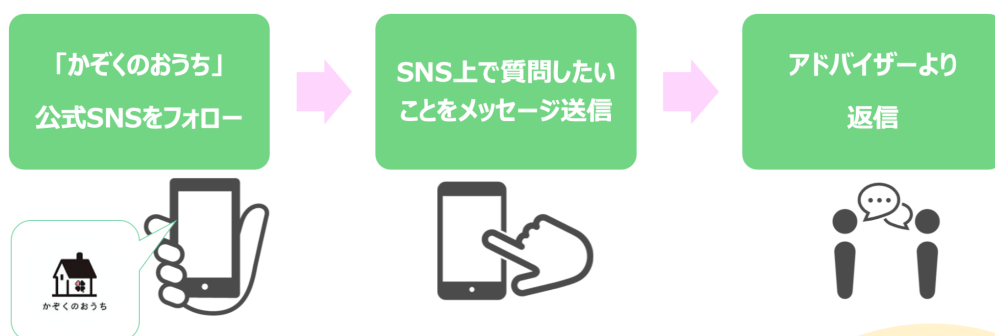 「かぞくのおうち」
公式SNSをフォロー
SNS上で質問したい
ことをメッセージ送信
アドバイザーより
返信
かぞくのおうち